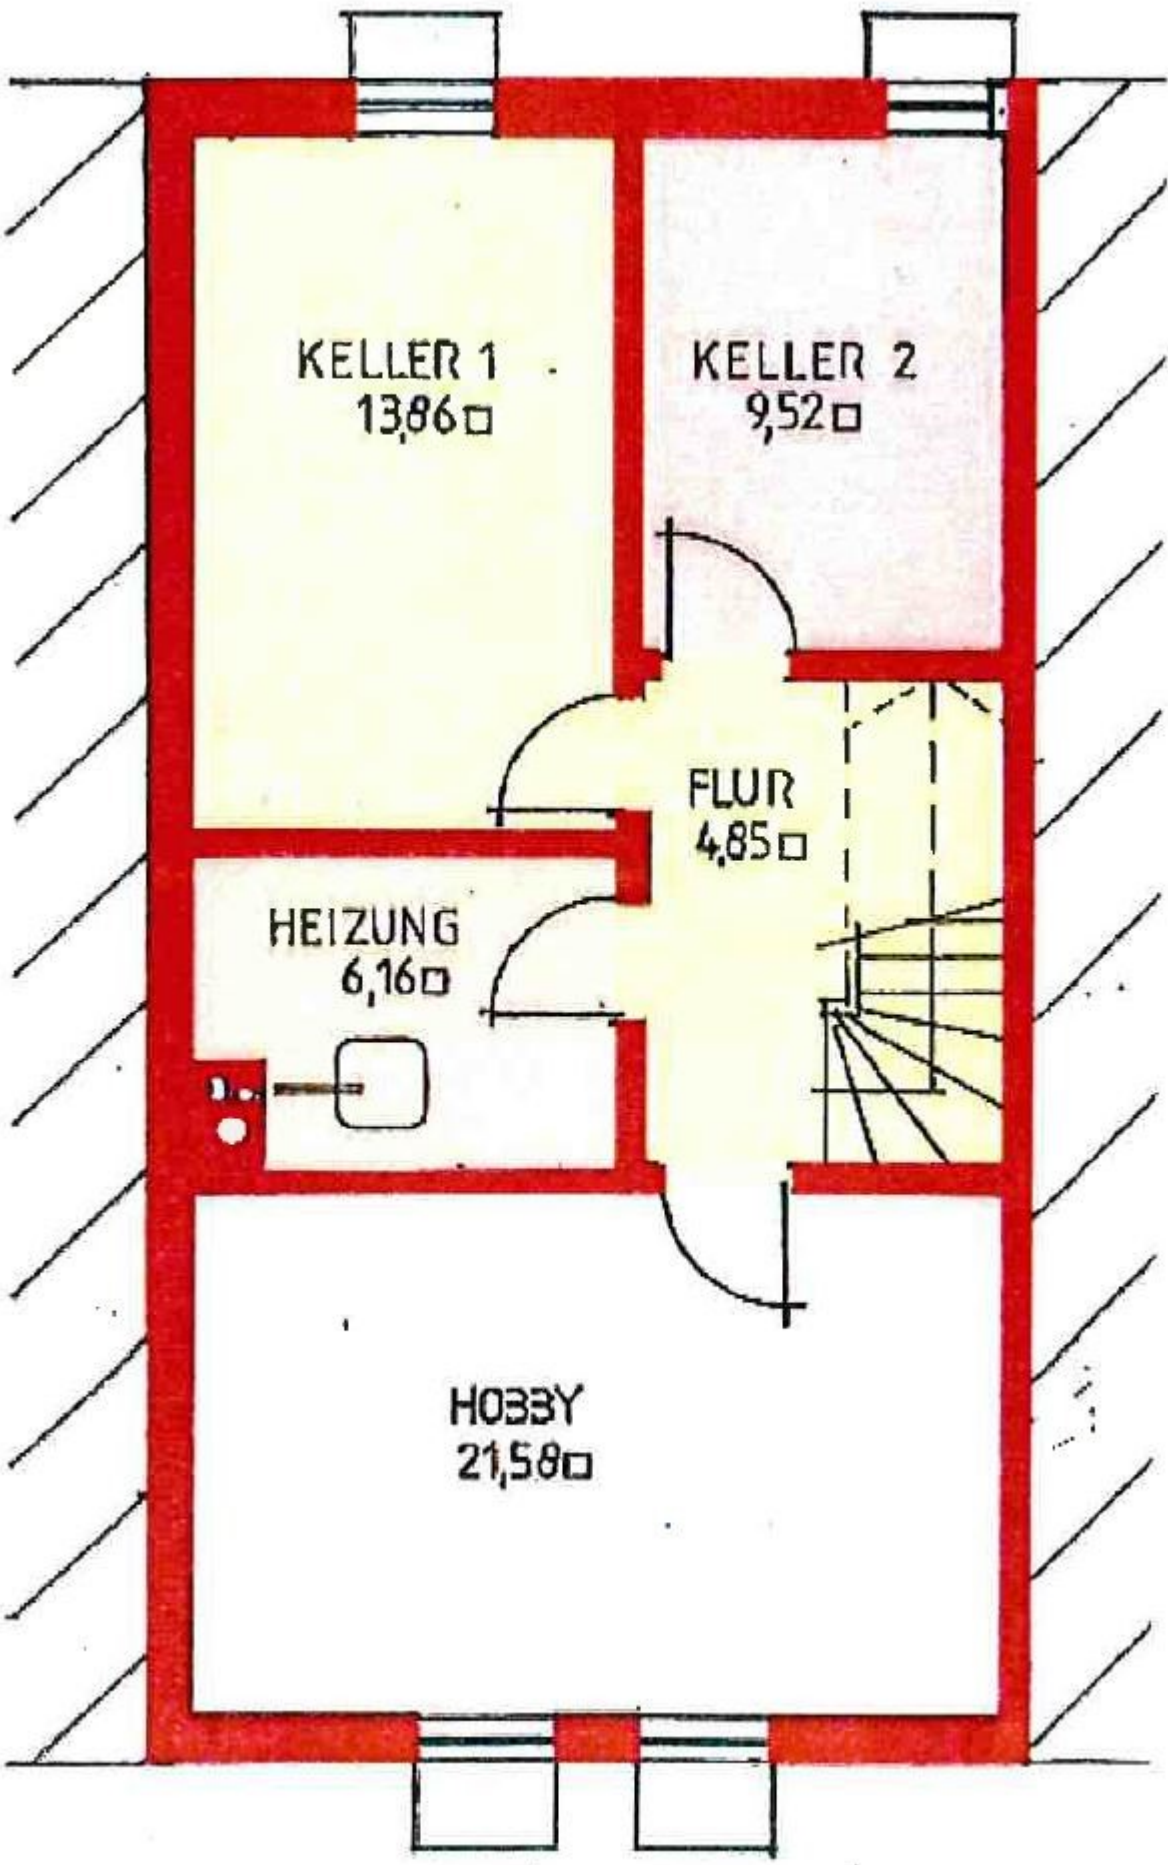 KELLER 1
13,86□
KELLER 2
9,52□
FLUR
4,85□
HEIZUNG
6,16□
HOBBY
21,58□